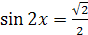 sin 2x = √2/2